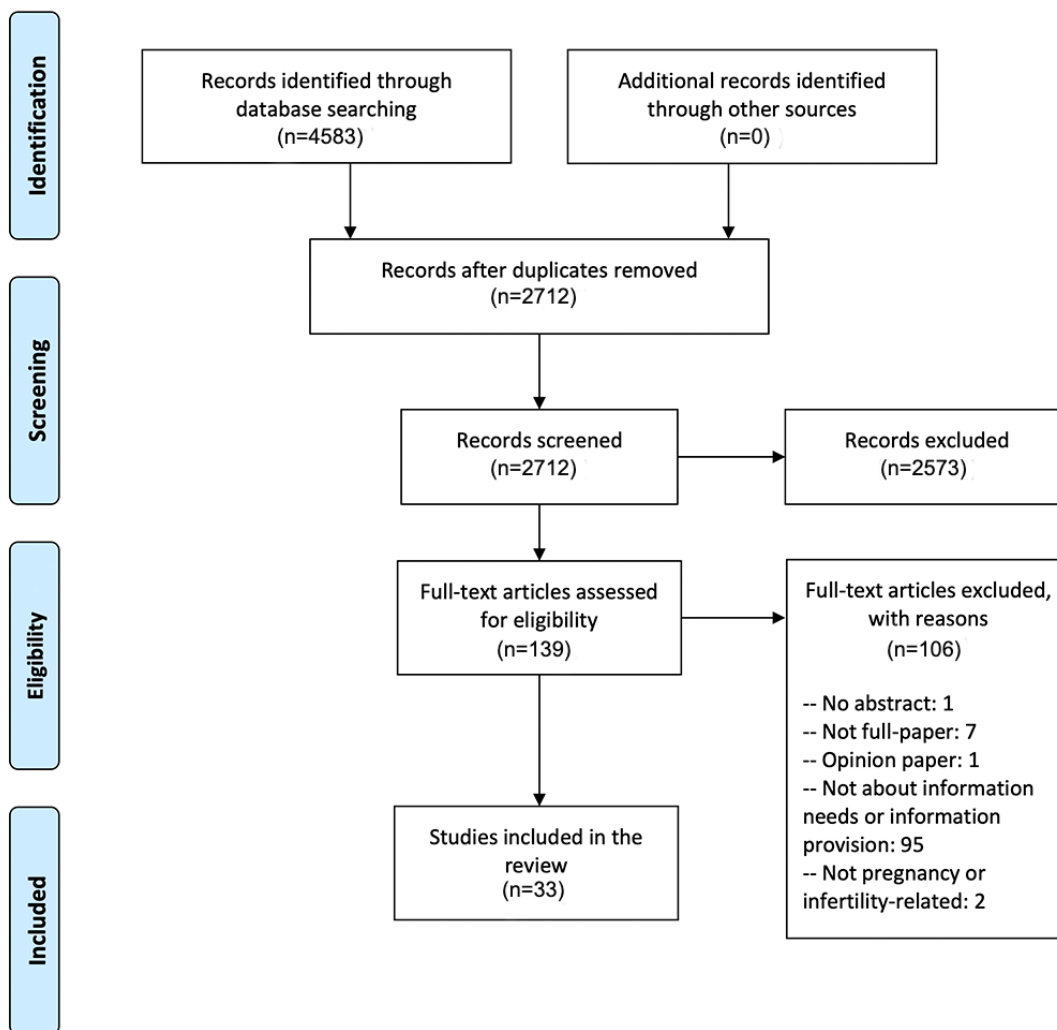 Identification
Records identified through
database searching
(n=4583)
Additional records identified
through other sources
(n=0)
Records after duplicates removed
(n=2712)
Screening
Records screened
(n=2712)
Records excluded
(n=2573)
Eligibility
Full-text articles assessed
for eligibility
(n=139)
Full-text articles excluded,
with reasons
(n=106)
-- No abstract: 1
-- Not full-paper: 7
-- Opinion paper: 1
-- Not about information
needs or information
provision: 95
-- Not pregnancy or
infertility-related: 2
Included
Studies included in the
review
(n=33)